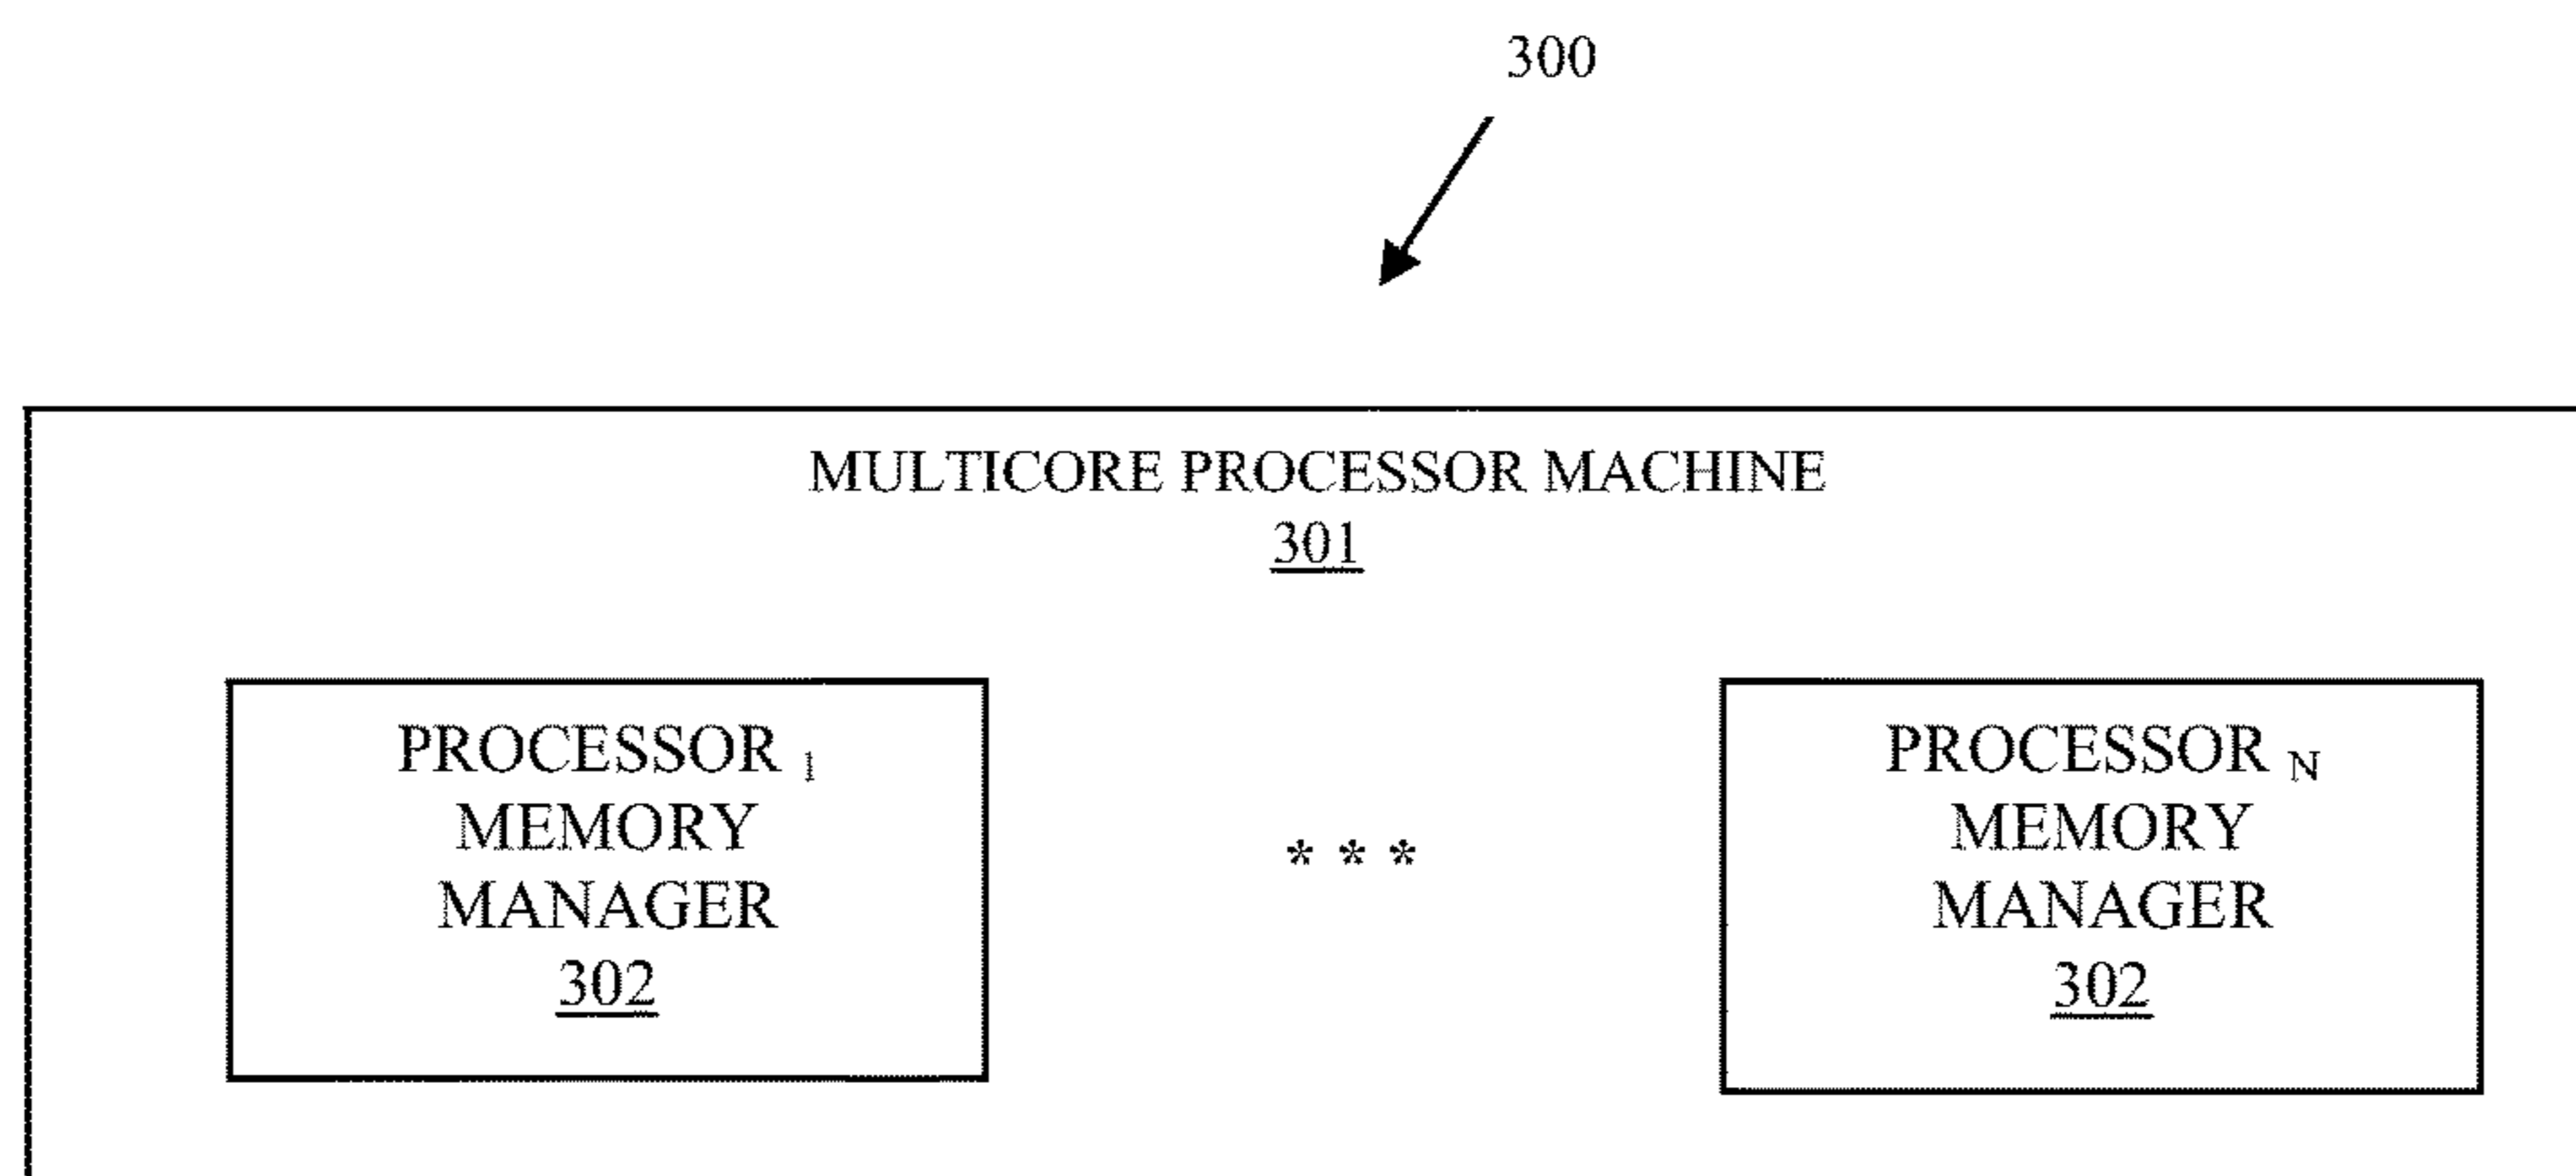 300
MULTICORE PROCESSOR MACHINE
301
PROCESSOR 1
MEMORY
MANAGER
302
* * *
PROCESSOR N
MEMORY
MANAGER
302